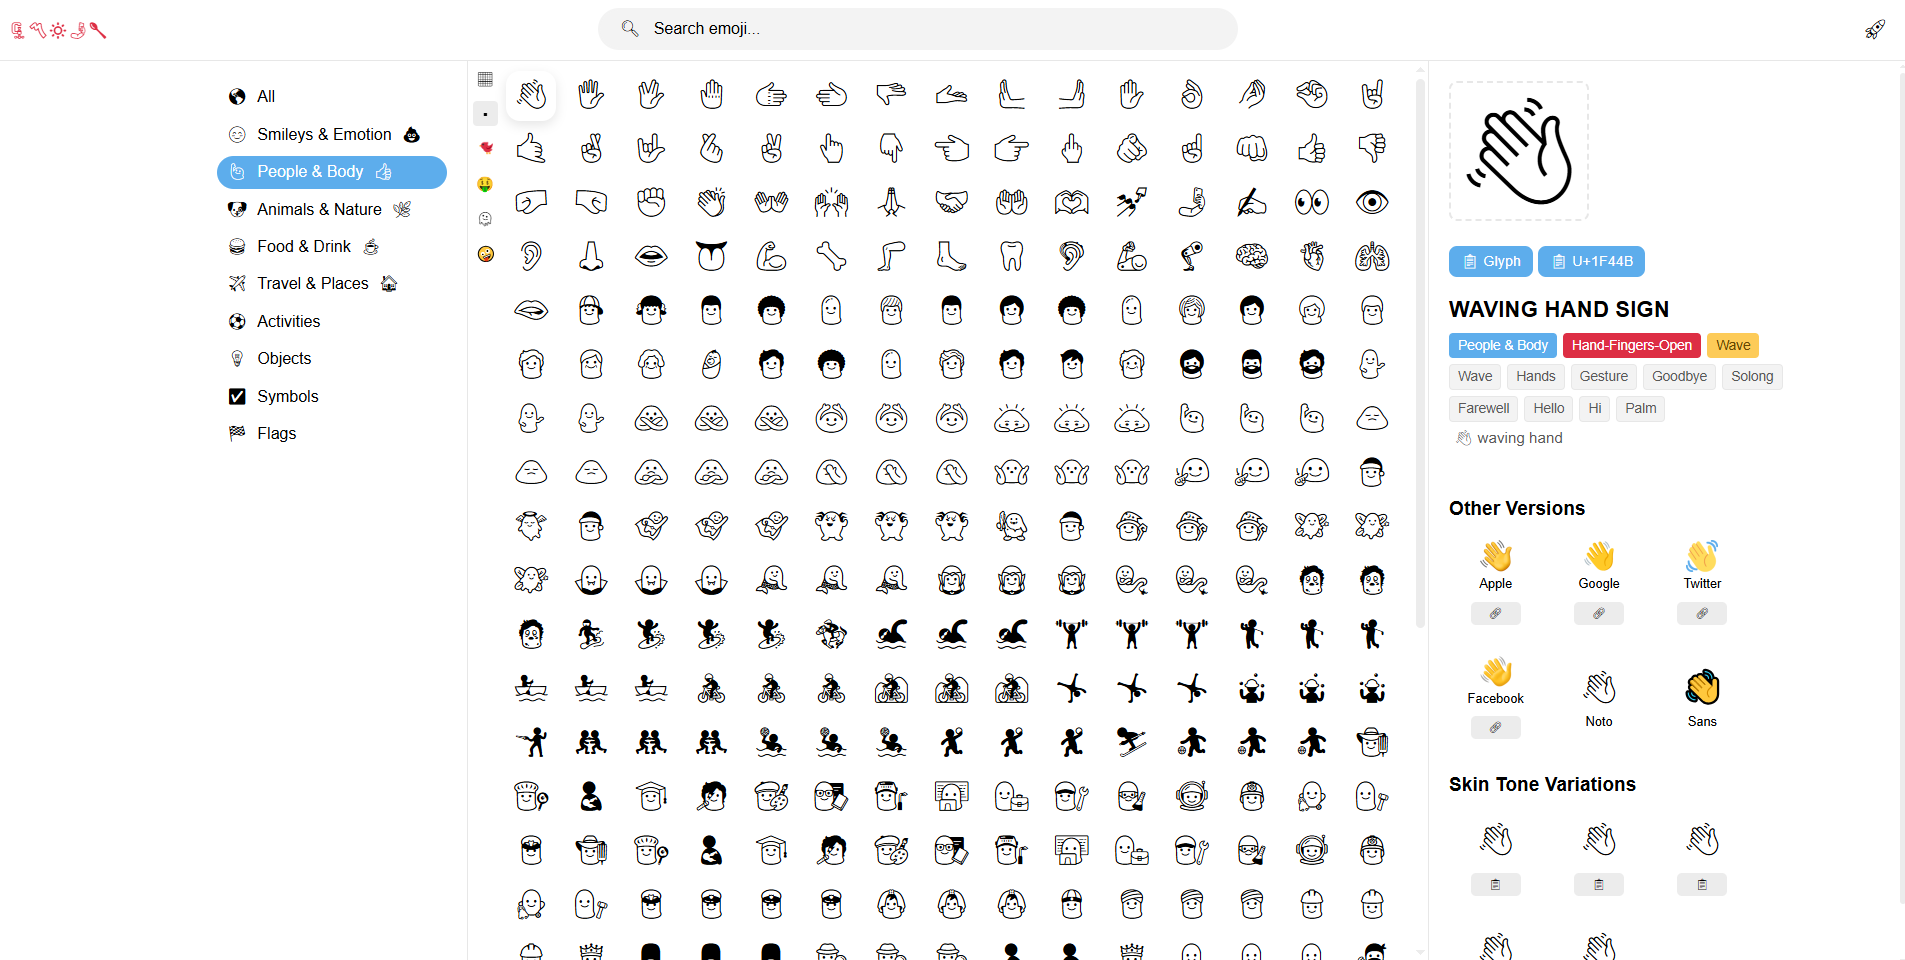 Search emoji...
All
Smileys & Emotion
People & Body
Animals & Nature
Food & Drink
Travel & Places
Activities
Objects
Symbols
Flags
Glyph U+1F44B
WAVING HAND SIGN
People & Body Hand-Fingers-Open Wave
Wave Hands Gesture Goodbye Solong
Farewell Hello Hi Palm
waving hand
Other Versions
Apple Google Twitter
Facebook Noto Sans
Skin Tone Variations